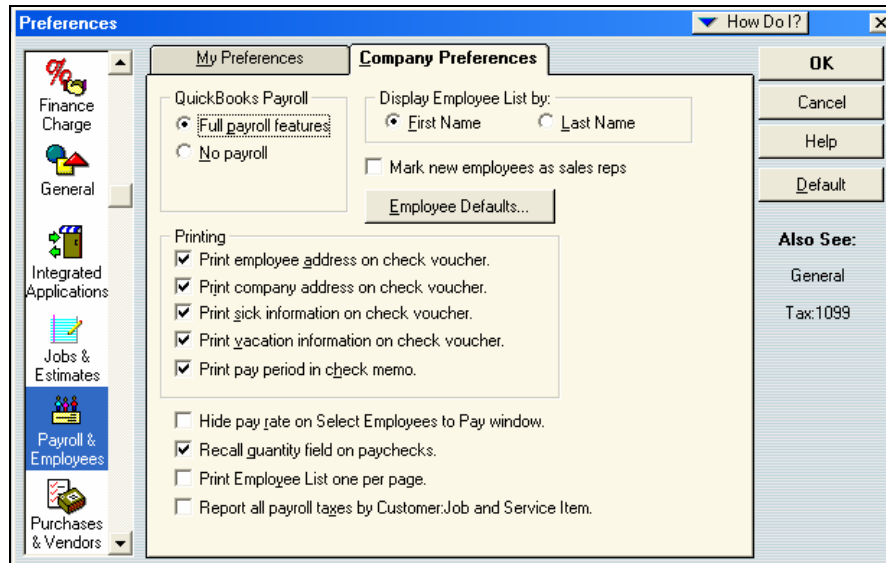 Preferences
How Do I?
Finance
Charge
General
Integrated
Applications
Jobs &
Estimates
Payroll &
Employees
Purchases
& Vendors
My Preferences
Company Preferences
QuickBooks Payroll
Full payroll features
No payroll
Display Employee List by:
First Name
Last Name
Mark new employees as sales reps
Employee Defaults...
Printing
Print employee address on check voucher.
Print company address on check voucher.
Print sick information on check voucher.
Print vacation information on check voucher.
Print pay period in check memo.
Hide pay rate on Select Employees to Pay window.
Recall quantity field on paychecks.
Print Employee List one per page.
Report all payroll taxes by Customer:Job and Service Item.
OK
Cancel
Help
Default
Also See:
General
Tax:1099